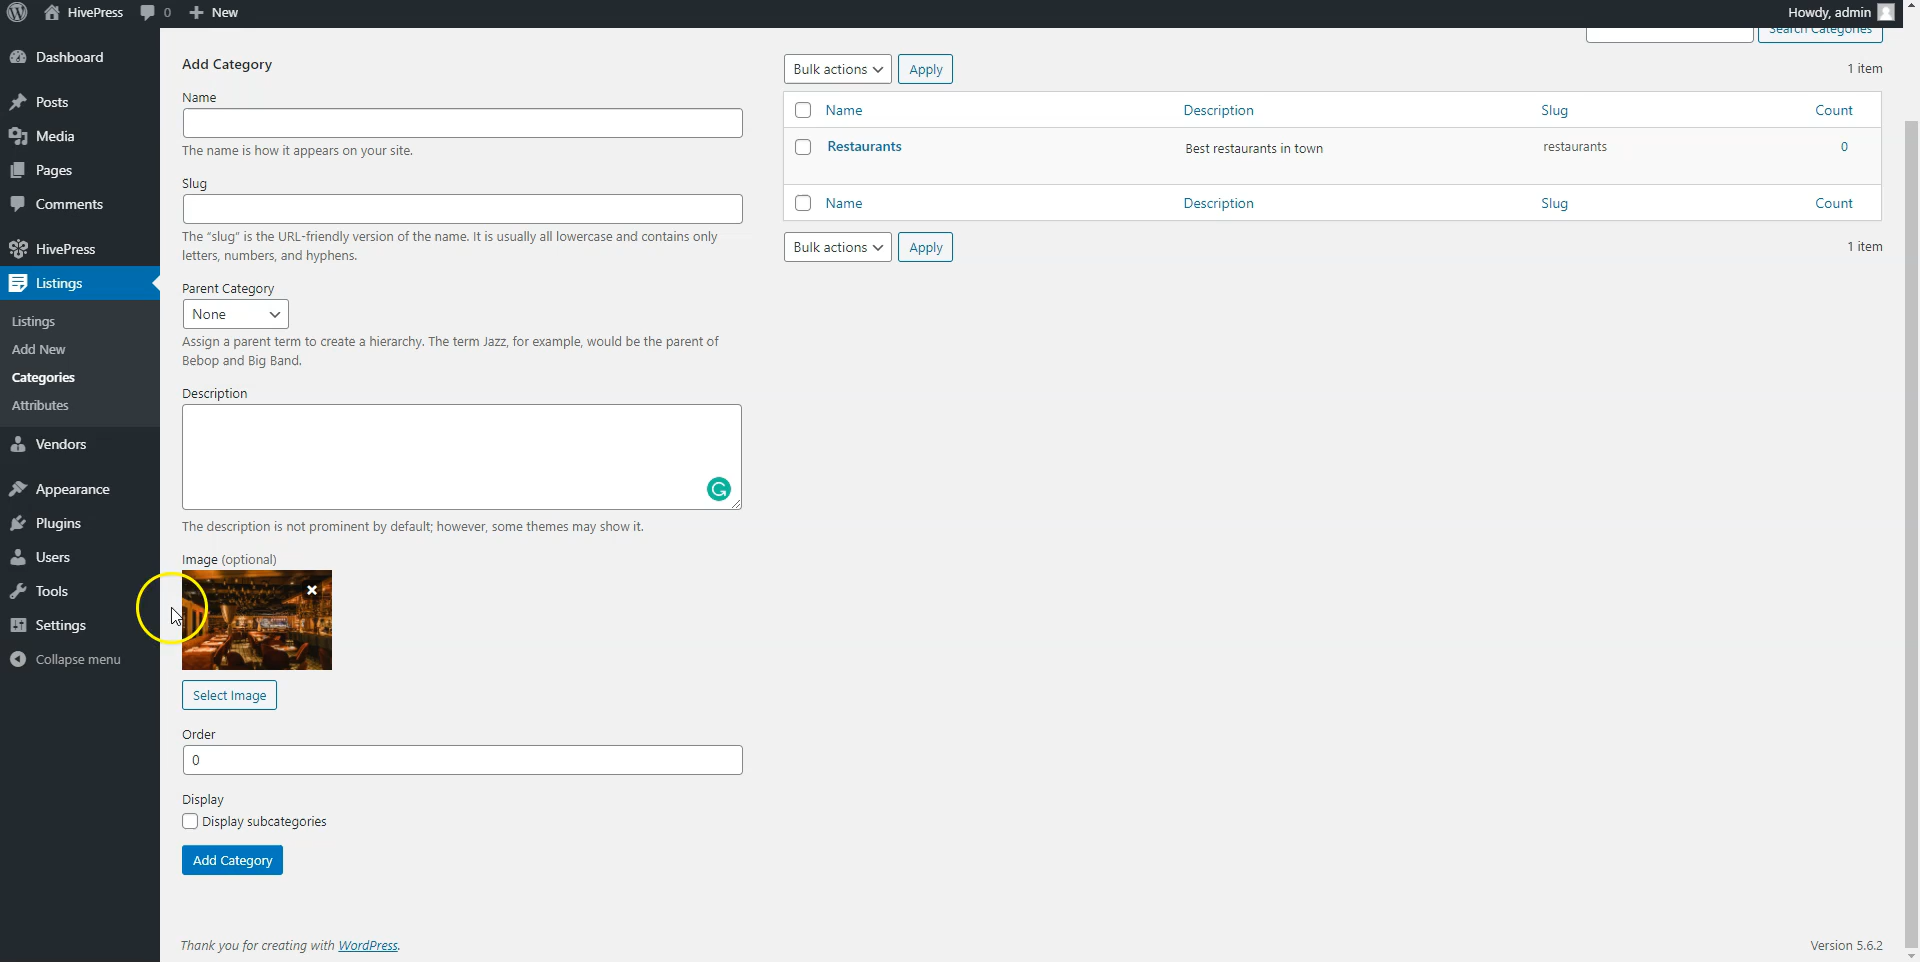 HivePress 0 New Howdy, admin
Dashboard
Posts
Media
Pages
Comments
HivePress
Listings
Listings
Add New
Categories
Attributes
Vendors
Appearance
Plugins
Users
Tools
Settings
Collapse menu
Add Category
Name
The name is how it appears on your site.
Slug
The “slug” is the URL-friendly version of the name. It is usually all lowercase and contains only
letters, numbers, and hyphens.
Parent Category
None
Assign a parent term to create a hierarchy. The term Jazz, for example, would be the parent of
Bebop and Big Band.
Description
The description is not prominent by default; however, some themes may show it.
Image (optional)
Select Image
Order
0
Display
Display subcategories
Add Category
Search Categories
Bulk actions Apply 1 item
Name Description Slug Count
Restaurants Best restaurants in town restaurants 0
Name Description Slug Count
Bulk actions Apply 1 item
Thank you for creating with WordPress. Version 5.6.2